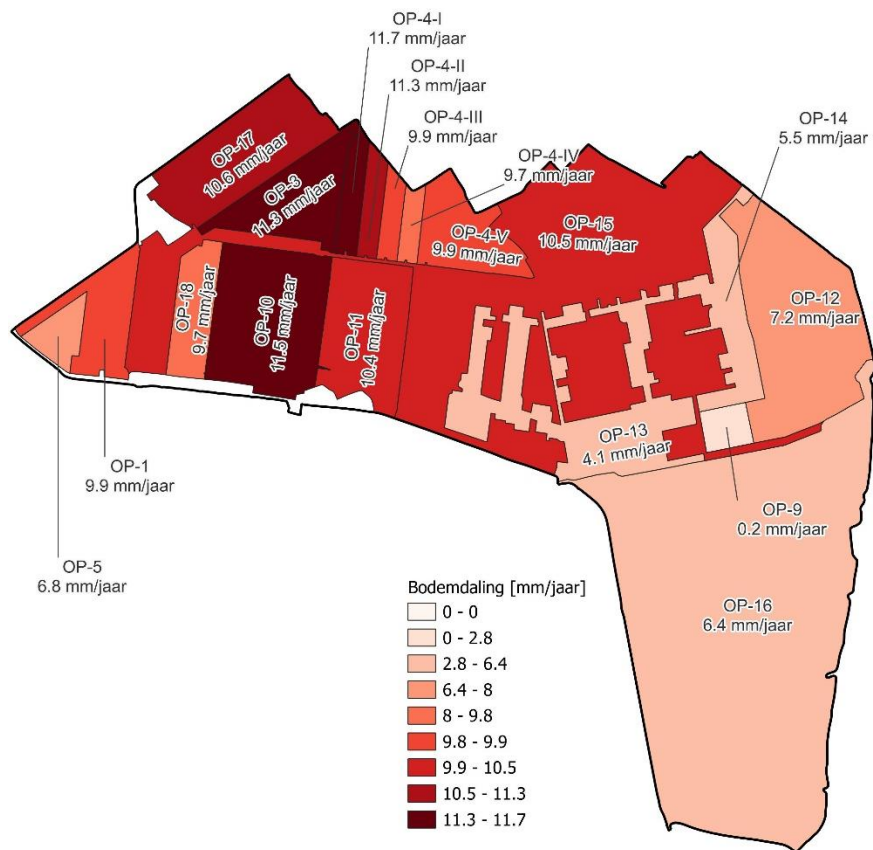 OP-4-I
11.7 mm/jaar
OP-4-II
11.3 mm/jaar
OP-4-III
9.9 mm/jaar
OP-4-IV
9.7 mm/jaar
OP-14
5.5 mm/jaar
OP-17
10.6 mm/jaar
OP-3
11.3 mm/jaar
OP-4-V
9.9 mm/jaar
OP-15
10.5 mm/jaar
OP-12
7.2 mm/jaar
OP-18
9.7 mm/jaar
OP-10
11.5 mm/jaar
OP-11
10.4 mm/jaar
OP-13
4.1 mm/jaar
OP-1
9.9 mm/jaar
OP-5
6.8 mm/jaar
OP-9
0.2 mm/jaar
OP-16
6.4 mm/jaar
Bodemdaling [mm/jaar]
0 - 0
0 - 2.8
2.8 - 6.4
6.4 - 8
8 - 9.8
9.8 - 9.9
9.9 - 10.5
10.5 - 11.3
11.3 - 11.7